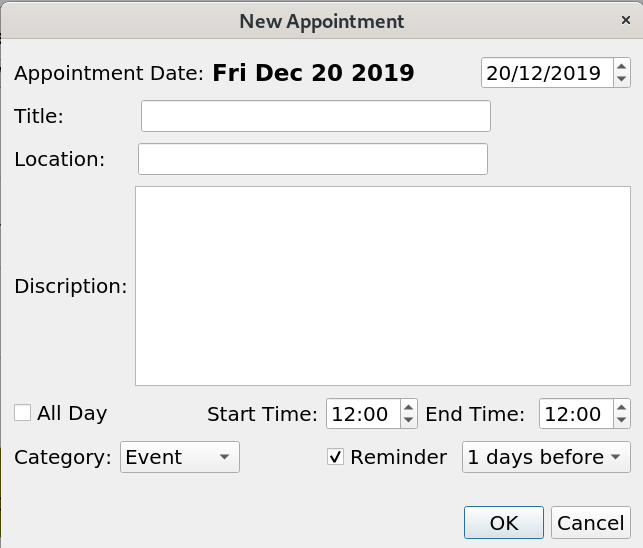 New Appointment ×
Appointment Date: Fri Dec 20 2019 20/12/2019
Title:
Location:
Discription:
All Day Start Time: 12:00 End Time: 12:00
Category: Event Reminder 1 days before
OK Cancel